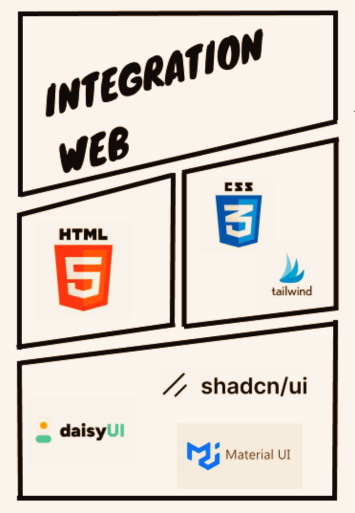 INTEGRATION
WEB
HTML
5
CSS
3
tailwind
shadcn/ui
daisyUI
Material UI